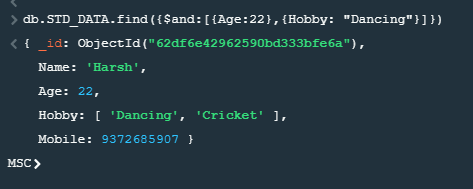 > db.STD_DATA.find({$and:[{Age:22},{Hobby: "Dancing"}]})
< { _id: ObjectId("62df6e42962590bd333bfe6a"),
Name: 'Harsh',
Age: 22,
Hobby: [ 'Dancing', 'Cricket' ],
Mobile: 9372685907 }
MSC>